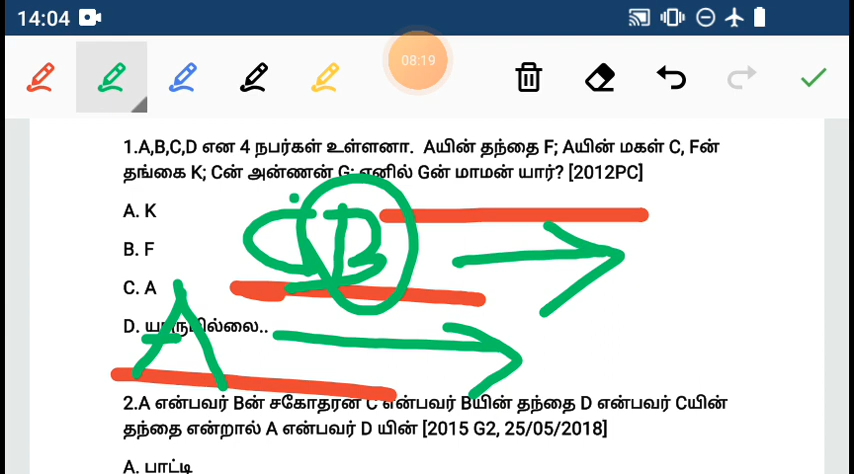 14:04
08:19
1.A,B,C,D என 4 நபர்கள் உள்ளனா. Aயின் தந்தை F; Aயின் மகள் C, Fன்
தங்கை K; Cன் அன்ணன் G; எனில் Gன் மாமன் யார்? [2012PC]
A. K
B. F
C. A
D. யாருமில்லை..
B
A
2.A என்பவர் Bன் சகோதரன் C என்பவர் Bயின் தந்தை D என்பவர் Cயின்
தந்தை என்றால் A என்பவர் D யின் [2015 G2, 25/05/2018]
A. பாட்டி